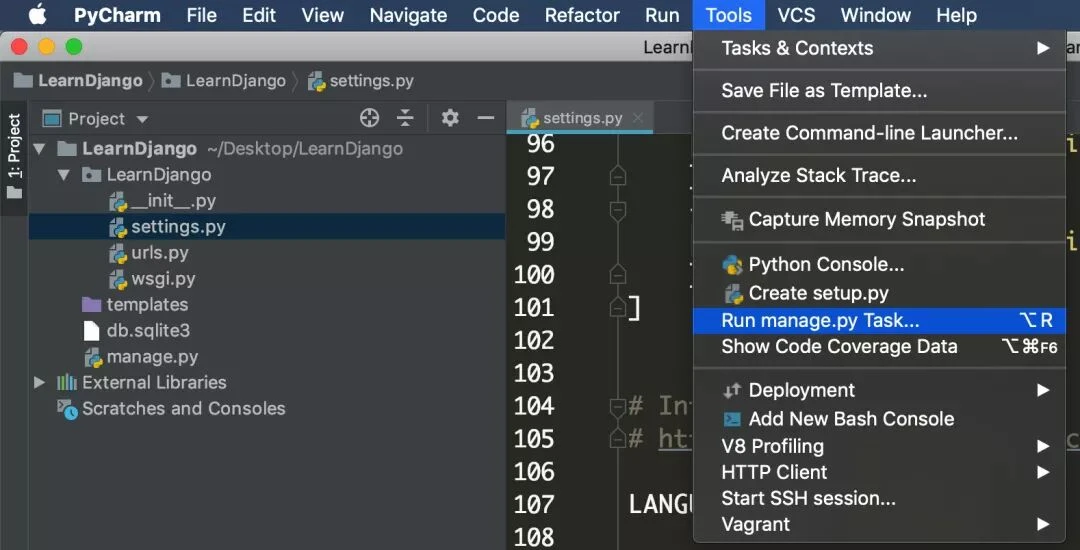 PyCharm File Edit View Navigate Code Refactor Run Tools VCS Window Help
LearnDjango LearnDjango settings.py
1: Project
Project
LearnDjango ~/Desktop/LearnDjango
LearnDjango
__init__.py
settings.py
urls.py
wsgi.py
templates
db.sqlite3
manage.py
External Libraries
Scratches and Consoles
settings.py
96
97
98
99
100
101 ]
102
103
104 #
105 #
106
107
108
Tasks & Contexts
Save File as Template...
Create Command-line Launcher...
Analyze Stack Trace...
Capture Memory Snapshot
Python Console...
Create setup.py
Run manage.py Task... ⌥R
Show Code Coverage Data ⌥⌘F6
Deployment
Add New Bash Console
V8 Profiling
HTTP Client
Start SSH session...
Vagrant